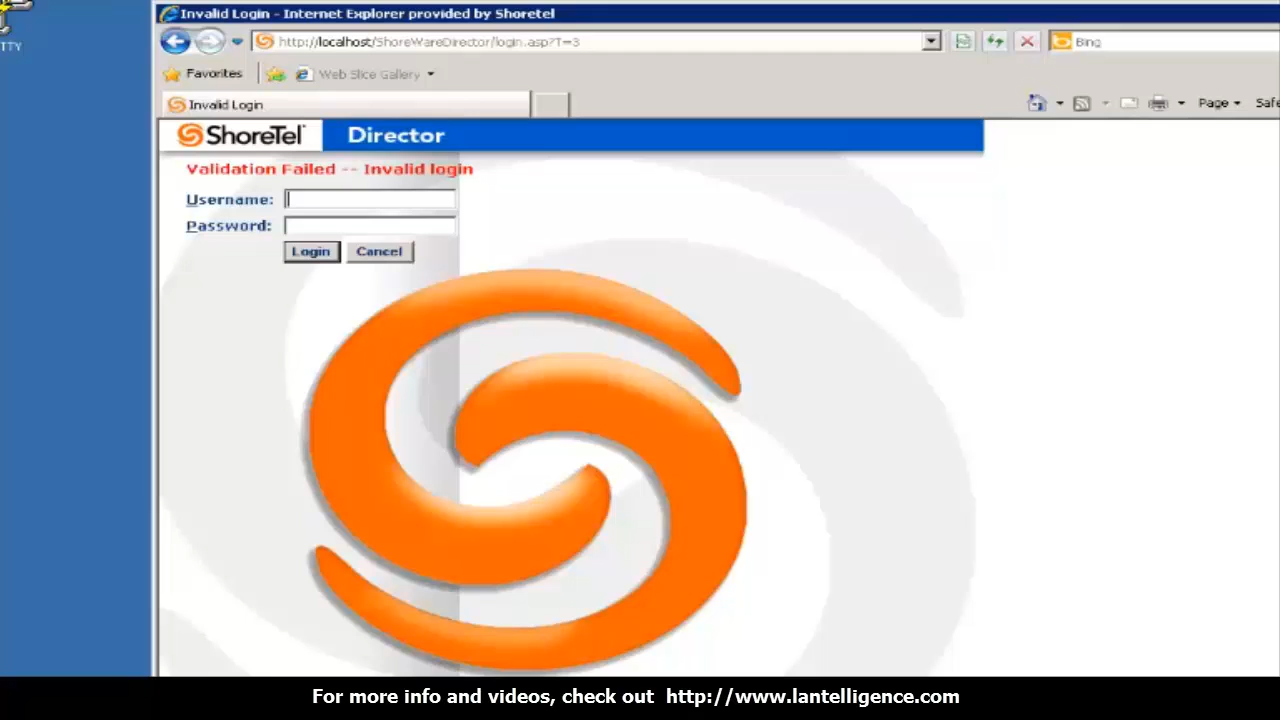 Invalid Login - Internet Explorer provided by Shoretel
TTY
http://localhost/ShoreWareDirector/login.asp?T=3
Bing
Favorites
Web Slice Gallery
Invalid Login
Page
Safe
ShoreTel
Director
Validation Failed -- Invalid login
Username:
Password:
Login
Cancel
For more info and videos, check out http://www.lantelligence.com